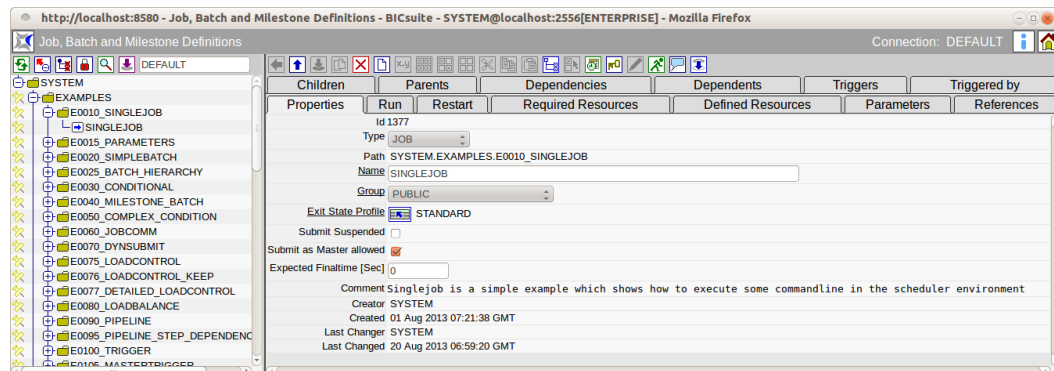 http://localhost:8580 - Job, Batch and Milestone Definitions - BICsuite - SYSTEM@localhost:2556[ENTERPRISE] - Mozilla Firefox
Job, Batch and Milestone Definitions
Connection: DEFAULT
DEFAULT
SYSTEM
EXAMPLES
E0010_SINGLEJOB
SINGLEJOB
E0015_PARAMETERS
E0020_SIMPLEBATCH
E0025_BATCH_HIERARCHY
E0030_CONDITIONAL
E0040_MILESTONE_BATCH
E0050_COMPLEX_CONDITION
E0060_JOBCOMM
E0070_DYNSUBMIT
E0075_LOADCONTROL
E0076_LOADCONTROL_KEEP
E0077_DETAILED_LOADCONTROL
E0080_LOADBALANCE
E0090_PIPELINE
E0095_PIPELINE_STEP_DEPENDENC
E0100_TRIGGER
E0105_MASTERTRIGGER
Children Parents Dependencies Dependents Triggers Triggered by
Properties Run Restart Required Resources Defined Resources Parameters References
Id 1377
Type JOB
Path SYSTEM.EXAMPLES.E0010_SINGLEJOB
Name SINGLEJOB
Group PUBLIC
Exit State Profile STANDARD
Submit Suspended
Submit as Master allowed
Expected Finaltime [Sec] 0
Comment Singlejob is a simple example which shows how to execute some commandline in the scheduler environment
Creator SYSTEM
Created 01 Aug 2013 07:21:38 GMT
Last Changer SYSTEM
Last Changed 20 Aug 2013 06:59:20 GMT